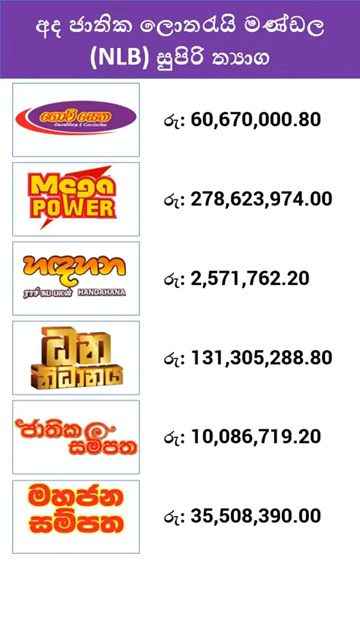 අද ජාතික ලොතරැයි මණ්ඩල
(NLB) සුපිරි ත්‍යාග
ගොවි සෙත
රු: 60,670,000.80
Mega
POWER
රු: 278,623,974.00
හඳහන
HANDAHANA
රු: 2,571,762.20
ධන
නිධානය
රු: 131,305,288.80
ජාතික
සම්පත
රු: 10,086,719.20
මහජන
සම්පත
රු: 35,508,390.00